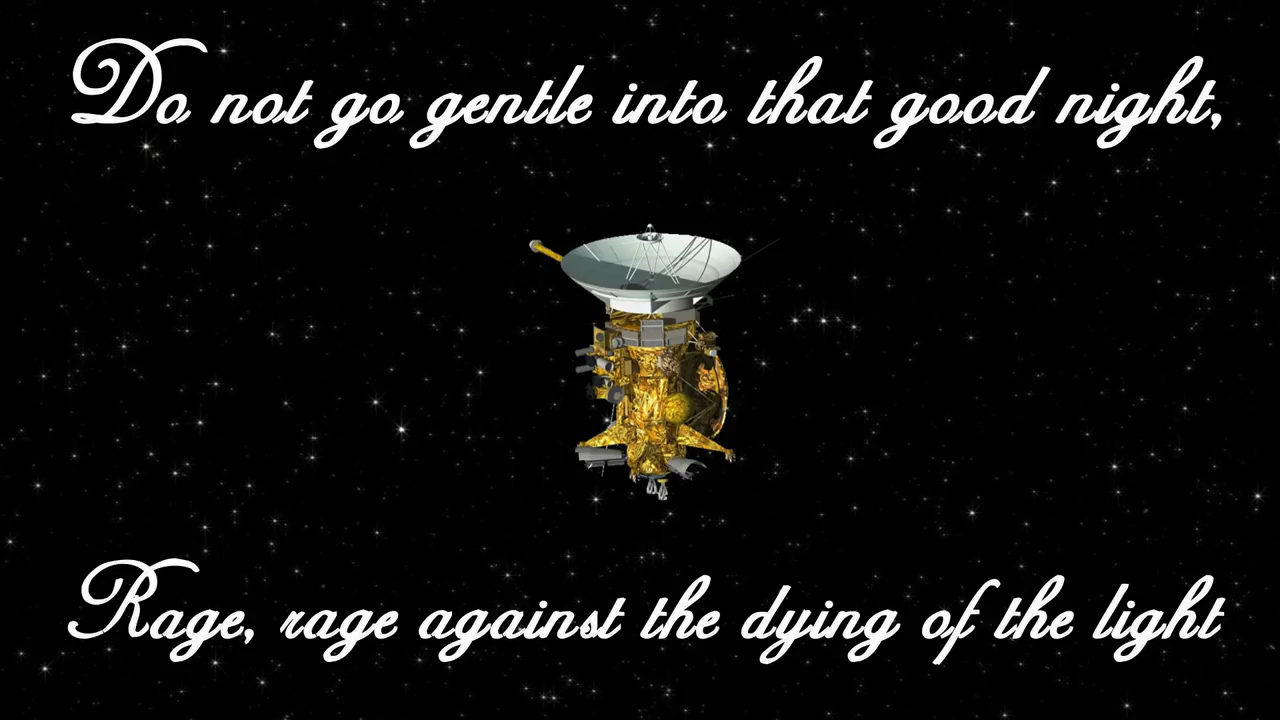 Do not go gentle into that good night,
Rage, rage against the dying of the light